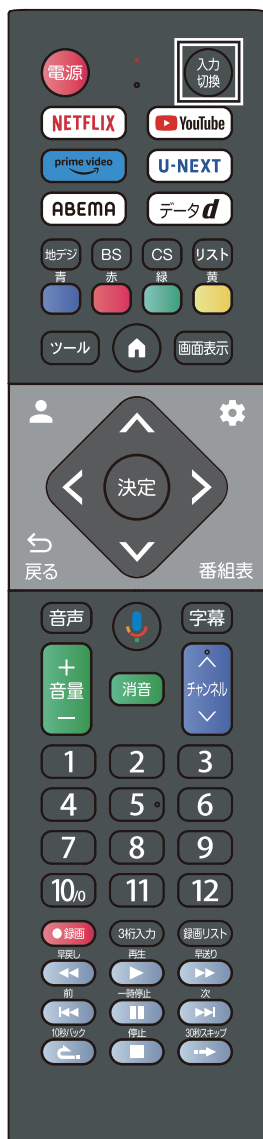 電源
入力
切換
NETFLIX YouTube
prime video U-NEXT
ABEMA データd
地デジ BS CS リスト
青 赤 緑 黄
ツール 画面表示
決定
戻る 番組表
音声 字幕
+
音量 消音 チャンネル
-
1 2 3
4 5 6
7 8 9
10/0 11 12
●録画 3桁入力 録画リスト
早戻し 再生 早送り
前 一時停止 次
10秒バック 停止 30秒スキップ